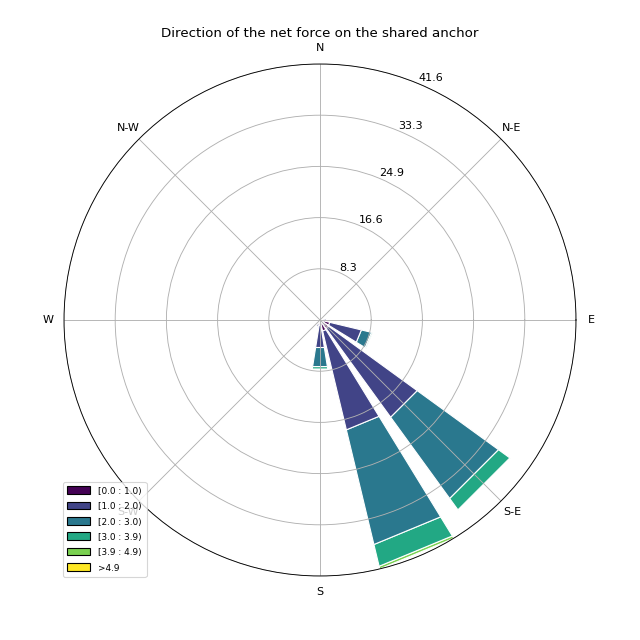 Direction of the net force on the shared anchor
N
41.6
N-W
33.3
N-E
24.9
16.6
8.3
W
E
[0.0 : 1.0)
[1.0 : 2.0)
S-W
[2.0 : 3.0)
S-E
[3.0 : 3.9)
[3.9 : 4.9)
>4.9
S